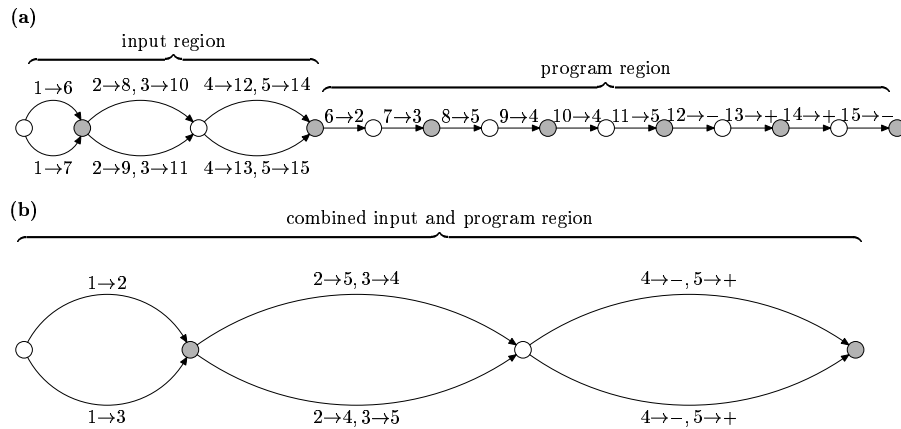 (a)
input region
program region
1→6 2→8, 3→10 4→12, 5→14
6→2 7→3 8→5 9→4 10→4 11→5 12→− 13→+ 14→+ 15→−
1→7 2→9, 3→11 4→13, 5→15
(b)
combined input and program region
1→2 2→5, 3→4 4→−, 5→+
1→3 2→4, 3→5 4→−, 5→+